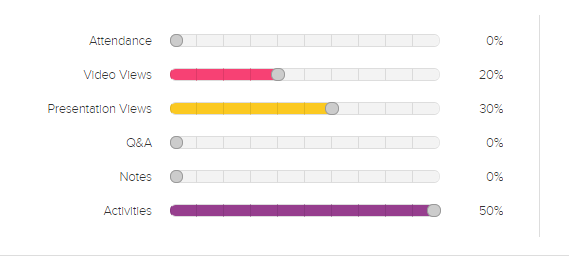 Attendance 0%
Video Views 20%
Presentation Views 30%
Q&A 0%
Notes 0%
Activities 50%